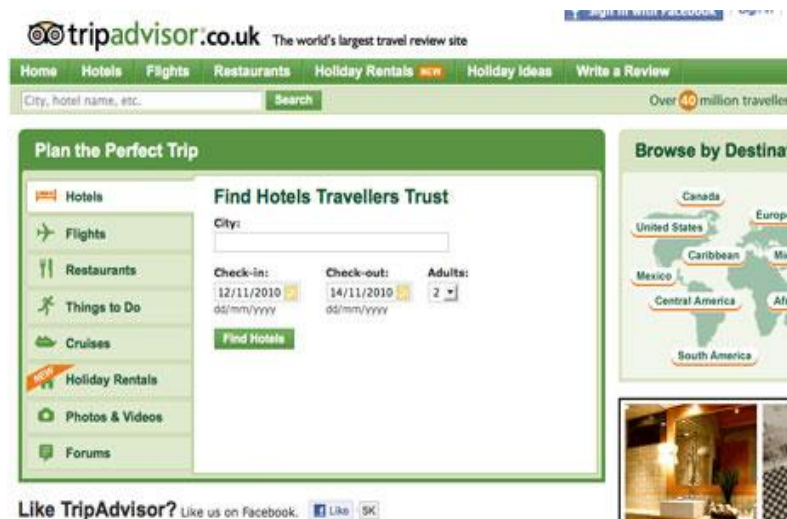 Sign in with Facebook
tripadvisor.co.uk The world's largest travel review site
Home Hotels Flights Restaurants Holiday Rentals NEW Holiday Ideas Write a Review
City, hotel name, etc. Search Over 40 million traveller
Plan the Perfect Trip
Browse by Destina
Hotels
Flights
Restaurants
Things to Do
Cruises
NEW Holiday Rentals
Photos & Videos
Forums
Find Hotels Travellers Trust
City:
Check-in: Check-out: Adults:
12/11/2010 14/11/2010 2
dd/mm/yyyy dd/mm/yyyy
Find Hotels
Canada
Europ
United States
Caribbean Mi
Mexico
Central America Afr
South America
Like TripAdvisor? Like us on Facebook. Like 5K